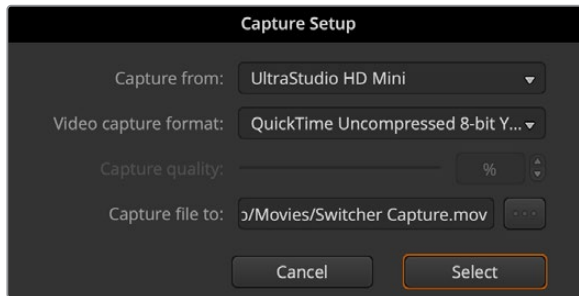 Capture Setup
Capture from: UltraStudio HD Mini
Video capture format: QuickTime Uncompressed 8-bit Y...
Capture quality: %
Capture file to: o/Movies/Switcher Capture.mov ...
Cancel Select